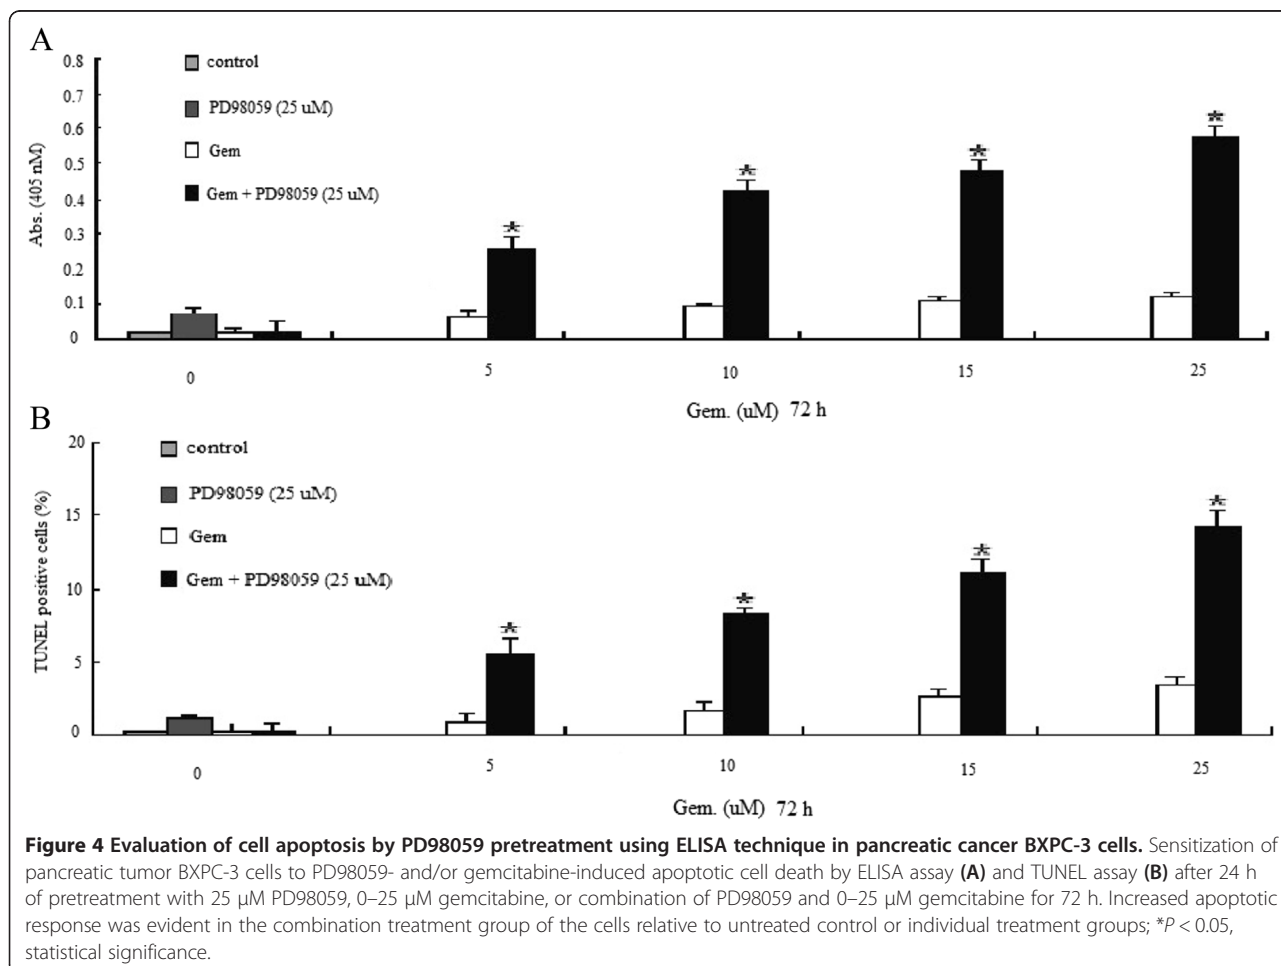 A
0.8
0.7
0.6
0.5
0.4
0.3
0.2
0.1
0
Abs. (405 nM)
control
PD98059 (25 uM)
Gem
Gem + PD98059 (25 uM)
*
*
*
*
0 5 10 15 25
Gem. (uM) 72 h
B
20
15
10
5
0
TUNEL positive cells (%)
control
PD98059 (25 uM)
Gem
Gem + PD98059 (25 uM)
*
*
*
*
0 5 10 15 25
Gem. (uM) 72 h
Figure 4 Evaluation of cell apoptosis by PD98059 pretreatment using ELISA technique in pancreatic cancer BXPC-3 cells. Sensitization of
pancreatic tumor BXPC-3 cells to PD98059- and/or gemcitabine-induced apoptotic cell death by ELISA assay (A) and TUNEL assay (B) after 24 h
of pretreatment with 25 μM PD98059, 0–25 μM gemcitabine, or combination of PD98059 and 0–25 μM gemcitabine for 72 h. Increased apoptotic
response was evident in the combination treatment group of the cells relative to untreated control or individual treatment groups; *P < 0.05,
statistical significance.